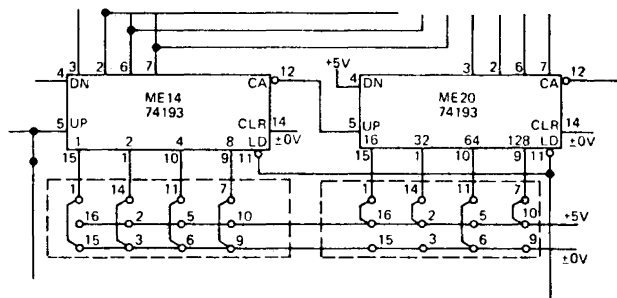 3 2 6 7 3 2 6 7
+5V
4 DN CA 12 4 DN CA 12
ME14 ME20
74193 74193
5 UP CLR 14 5 UP CLR 14
±0V ±0V
1 2 4 8 LD 16 32 64 128 LD
15 1 10 9 11 15 1 10 9 11
1 14 11 7 1 14 11 7
16 2 5 10 16 2 5 10 +5V
15 3 6 9 15 3 6 9 ±0V